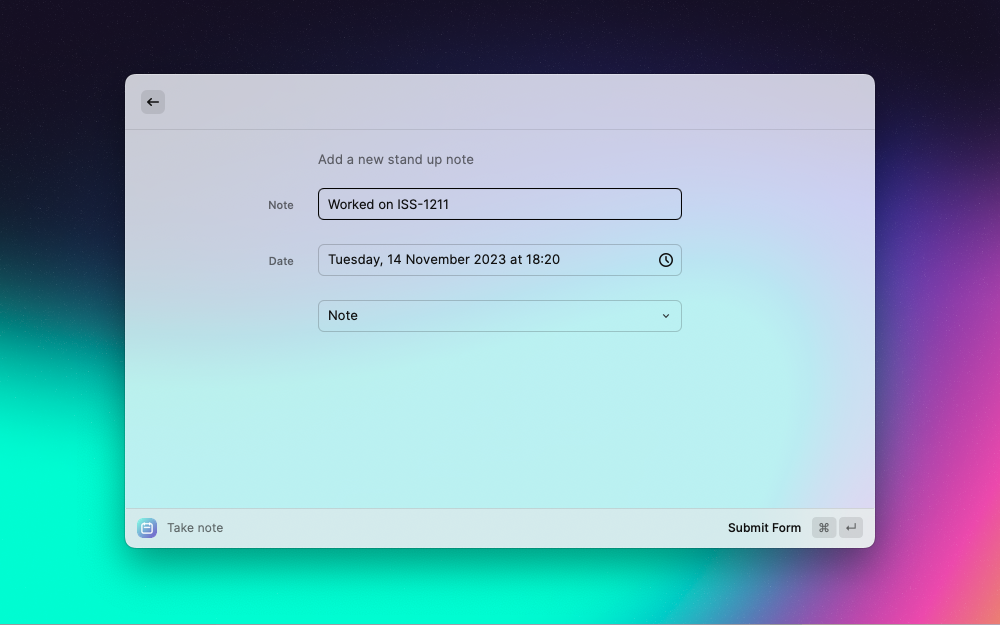 Add a new stand up note
Note
Worked on ISS-1211
Date
Tuesday, 14 November 2023 at 18:20
Note
Take note
Submit Form ⌘ ↵